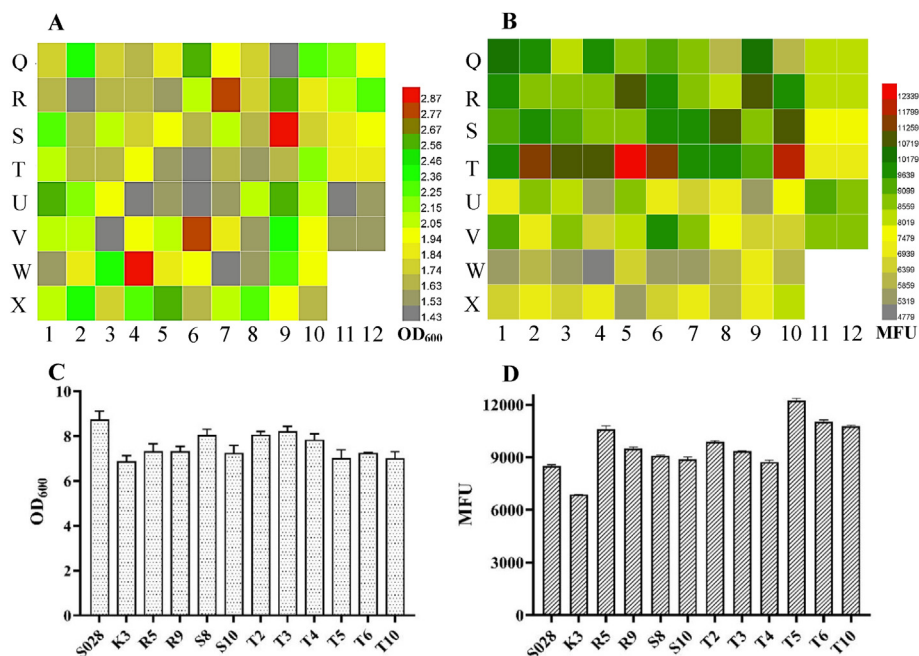 A
B
Q
R
S
T
U
V
W
X
1 2 3 4 5 6 7 8 9 10 11 12
2.87
2.77
2.67
2.56
2.46
2.36
2.25
2.15
2.05
1.94
1.84
1.74
1.63
1.53
1.43
OD600
Q
R
S
T
U
V
W
X
1 2 3 4 5 6 7 8 9 10 11 12
12339
11799
11259
10719
10179
9639
9099
8559
8019
7479
6939
6399
5859
5319
4779
MFU
C
D
OD600
10
8
6
4
2
0
S028 K3 R5 R9 S8 S10 T2 T3 T4 T5 T6 T10
MFU
12000
9000
6000
3000
0
S028 K3 R5 R9 S8 S10 T2 T3 T4 T5 T6 T10